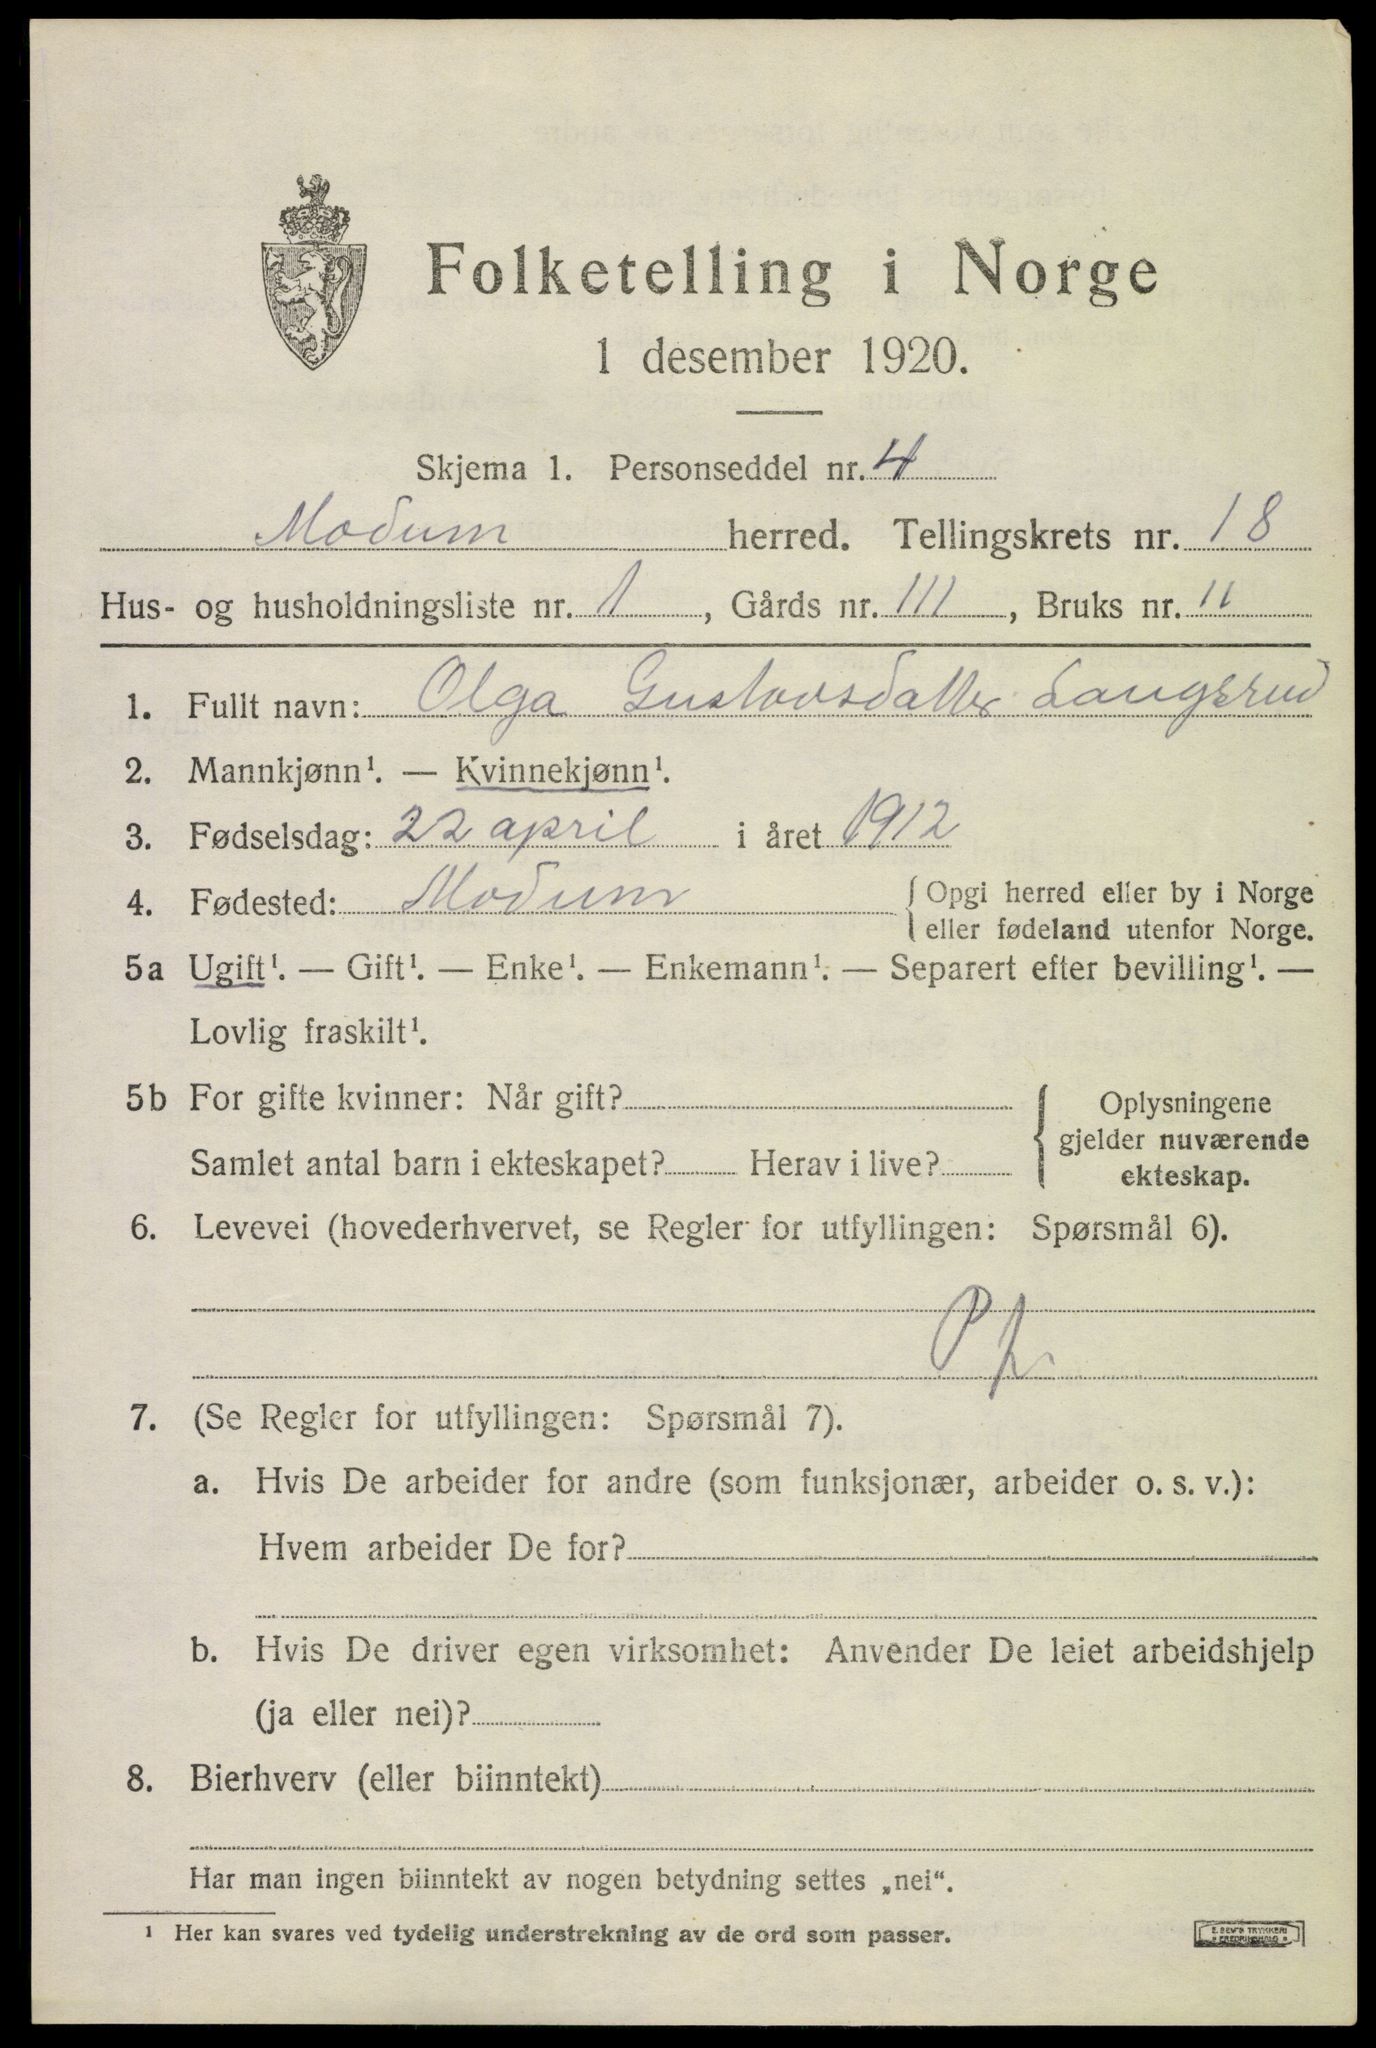 Folketelling i Norge
1 desember 1920.
Skjema 1. Personseddel nr. 4
Modum herred. Tellingskrets nr. 18
Hus- og husholdningsliste nr. 1, Gårds nr. 111, Bruks nr. 11
1. Fullt navn: Olga Gustavsdatter Langsrud
2. Mannkjønn¹. — Kvinnekjønn¹.
3. Fødselsdag: 22 april i året 1912
4. Fødested: Modum { Opgi herred eller by i Norge
eller fødeland utenfor Norge.
5a Ugift¹. — Gift¹. — Enke¹. — Enkemann¹. — Separert efter bevilling¹. —
Lovlig fraskilt¹.
5b For gifte kvinner: Når gift? { Oplysningene
gjelder nuværende
Samlet antal barn i ekteskapet? Herav i live?
ekteskap.
6. Levevei (hovederhvervet, se Regler for utfyllingen: Spørsmål 6).
7. (Se Regler for utfyllingen: Spørsmål 7).
a. Hvis De arbeider for andre (som funksjonær, arbeider o. s. v.):
Hvem arbeider De for?
b. Hvis De driver egen virksomhet: Anvender De leiet arbeidshjelp
(ja eller nei)?
8. Bierhverv (eller biinntekt)
Har man ingen biinntekt av nogen betydning settes „nei“.
¹ Her kan svares ved tydelig understrekning av de ord som passer.